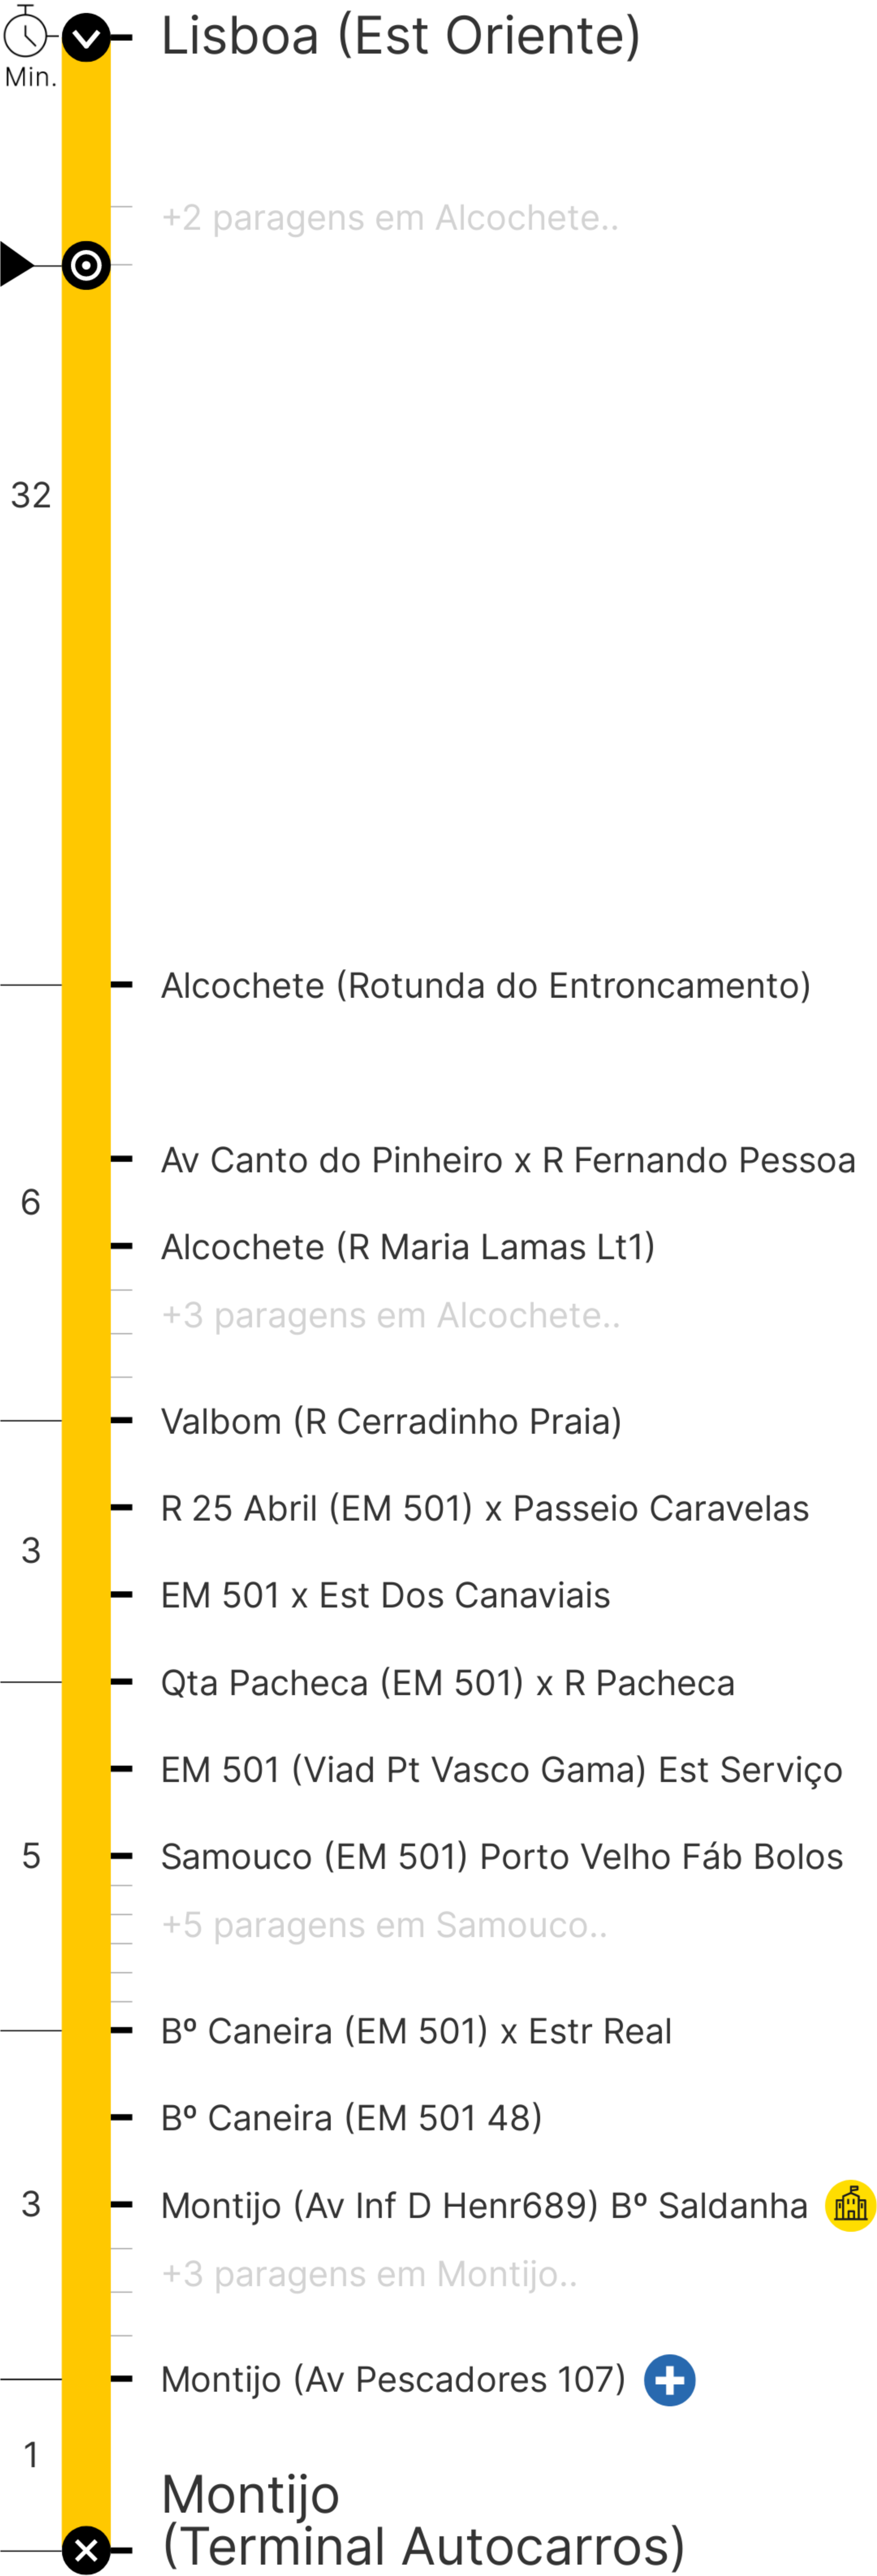 Lisboa (Est Oriente)
Min.
+2 paragens em Alcochete..
32
Alcochete (Rotunda do Entroncamento)
Av Canto do Pinheiro x R Fernando Pessoa
6
Alcochete (R Maria Lamas Lt1)
+3 paragens em Alcochete..
Valbom (R Cerradinho Praia)
R 25 Abril (EM 501) x Passeio Caravelas
3
EM 501 x Est Dos Canaviais
Qta Pacheca (EM 501) x R Pacheca
EM 501 (Viad Pt Vasco Gama) Est Serviço
5
Samouco (EM 501) Porto Velho Fáb Bolos
+5 paragens em Samouco..
Bº Caneira (EM 501) x Estr Real
Bº Caneira (EM 501 48)
3
Montijo (Av Inf D Henr689) Bº Saldanha
+3 paragens em Montijo..
Montijo (Av Pescadores 107)
1
Montijo
(Terminal Autocarros)